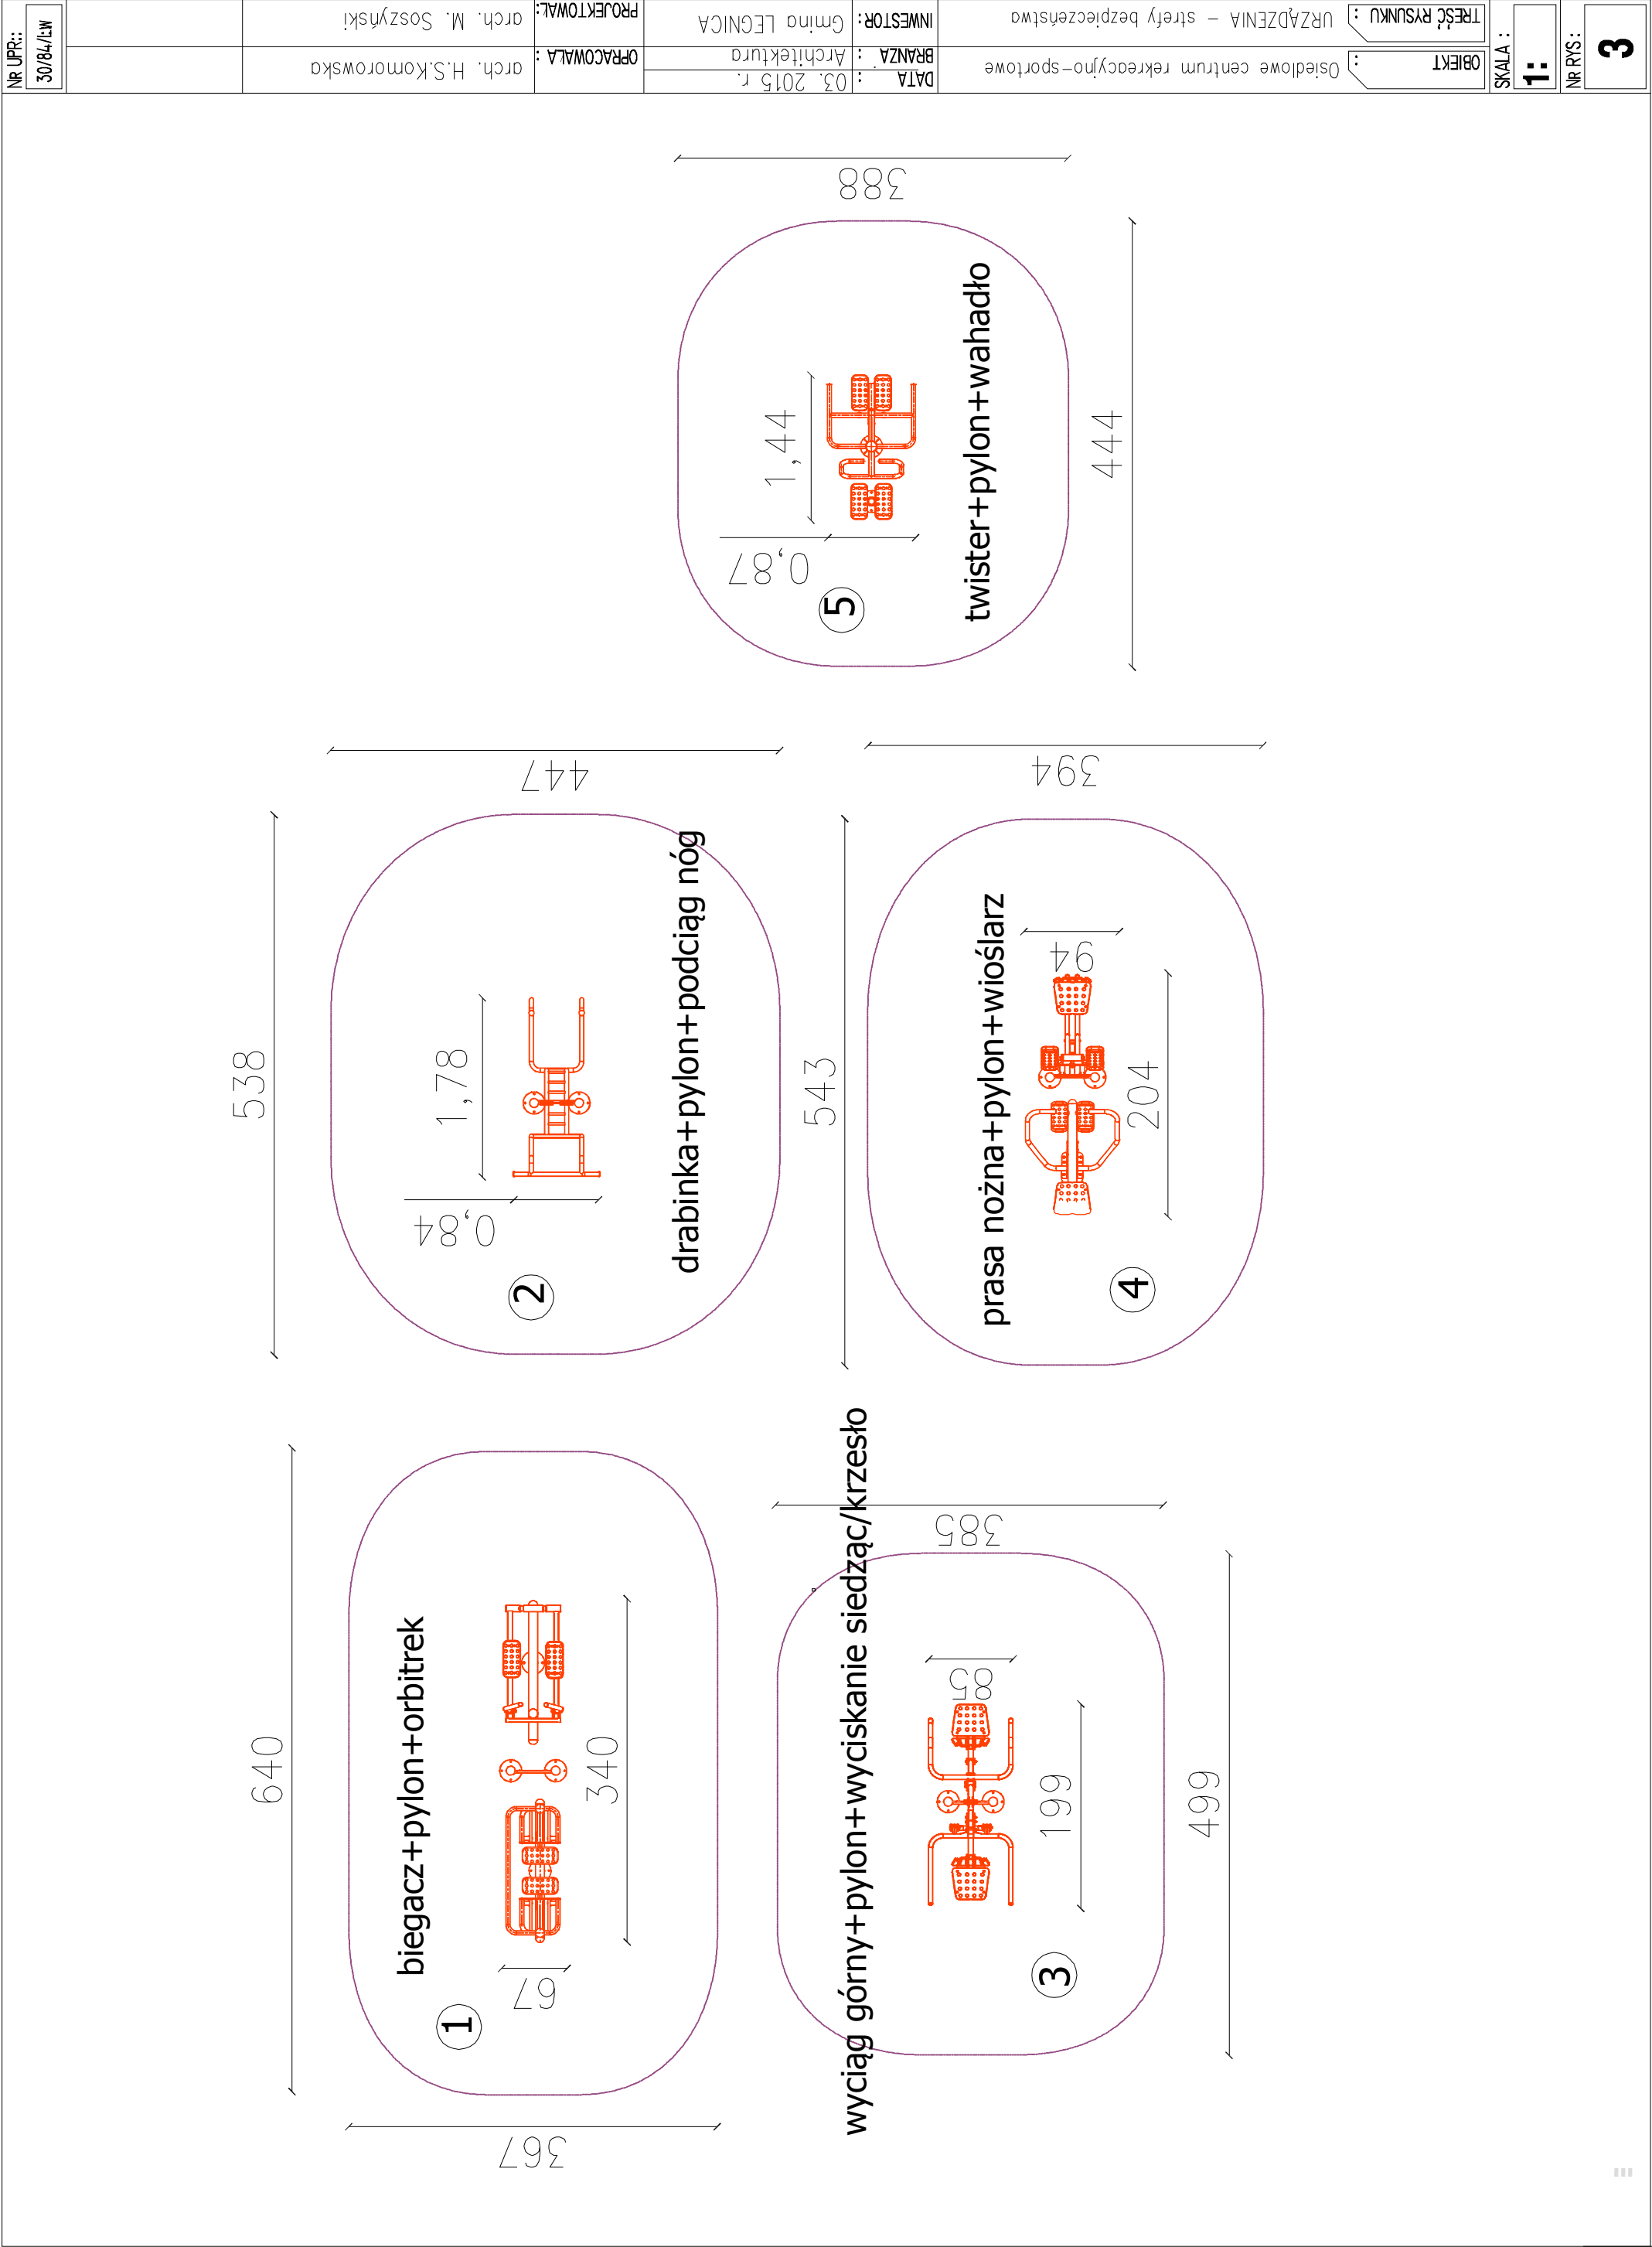 NR UPR::
30/84/Lw
PROJEKTOWAŁ:
arch. M. Soszyński
OPRACOWAŁA :
arch. H.S.Komorowska
INWESTOR:
Gmina LEGNICA
BRANŻA :
Architektura
DATA :
03. 2015 r.
TREŚĆ RYSUNKU :
URZĄDZENIA - strefy bezpieczeństwa
OBIEKT :
Osiedlowe centrum rekreacyjno-sportowe
SKALA :
1:
NR RYS :
3
388
444
1,44
0,87
5
twister+pylon+wahadło
447
538
1,78
0,84
2
drabinka+pylon+podciąg nóg
394
543
94
204
4
prasa nożna+pylon+wioślarz
640
367
340
67
1
biegacz+pylon+orbitrek
385
499
85
199
3
wyciąg górny+pylon+wyciskanie siedząc/krzesło